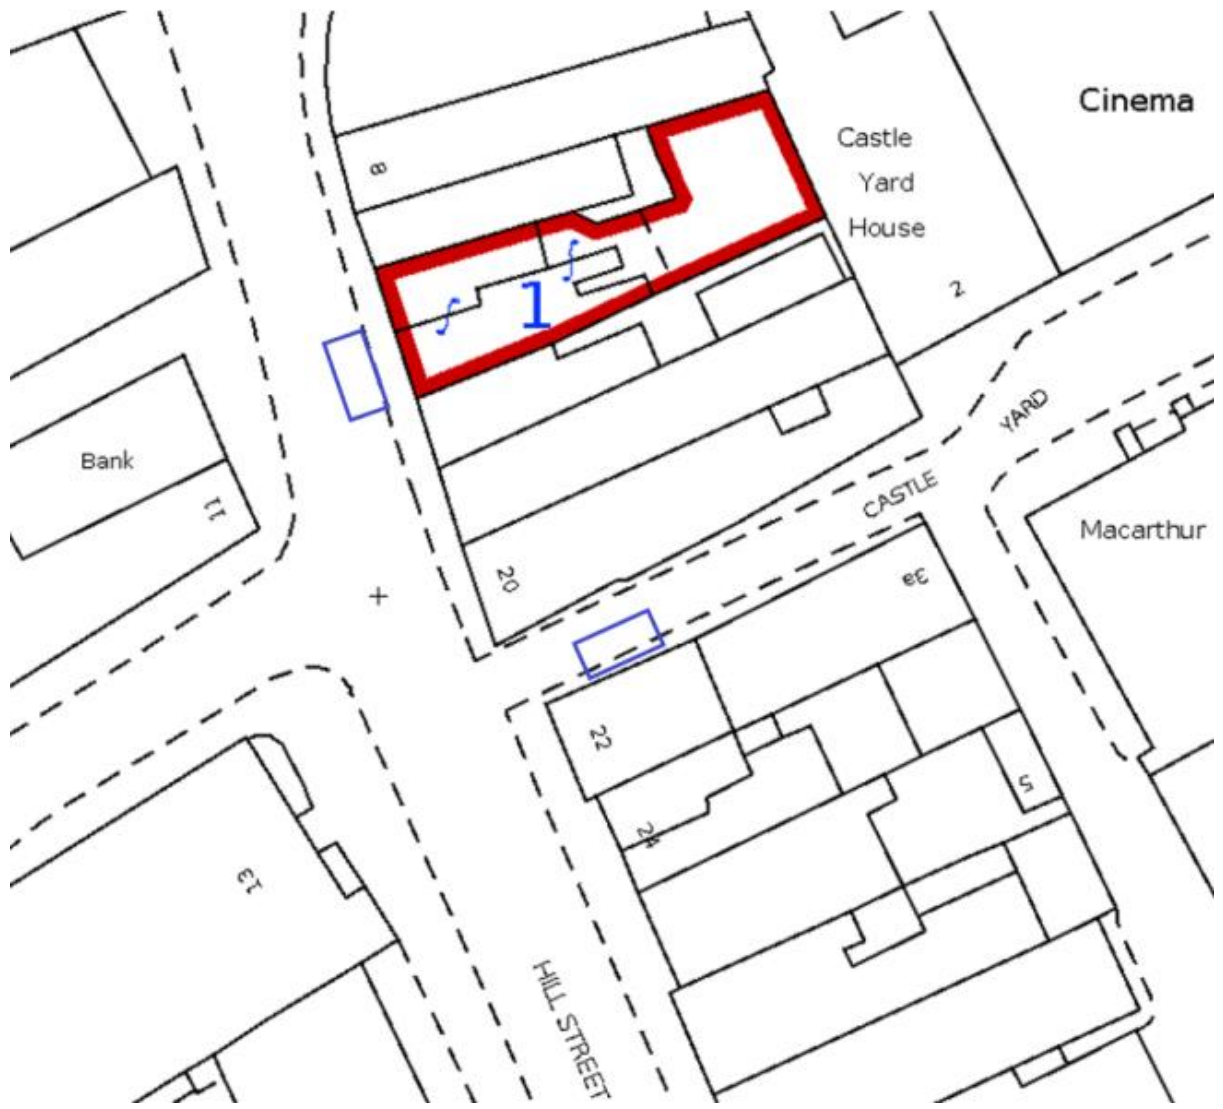 Cinema
Castle
Yard
House
8
1
2
YARD
CASTLE
Bank
11
Macarthur
20
3a
22
24
5
13
HILL STREET